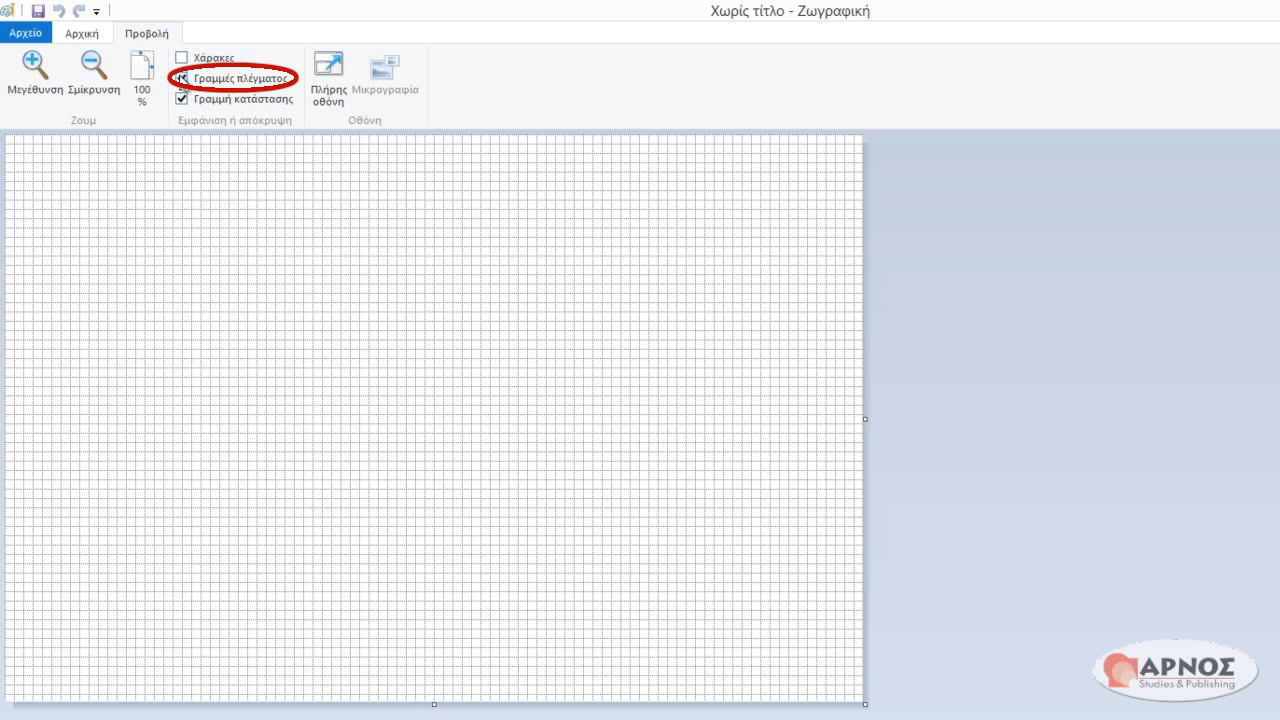 Χωρίς τίτλο - Ζωγραφική
Αρχείο Αρχική Προβολή
Μεγέθυνση Σμίκρυνση 100 %
Χάρακες
Γραμμές πλέγματος
Γραμμή κατάστασης
Πλήρης οθόνη Μικρογραφία
Ζουμ Εμφάνιση ή απόκρυψη Οθόνη
ΑΡΝΟΣ
Studies & Publishing